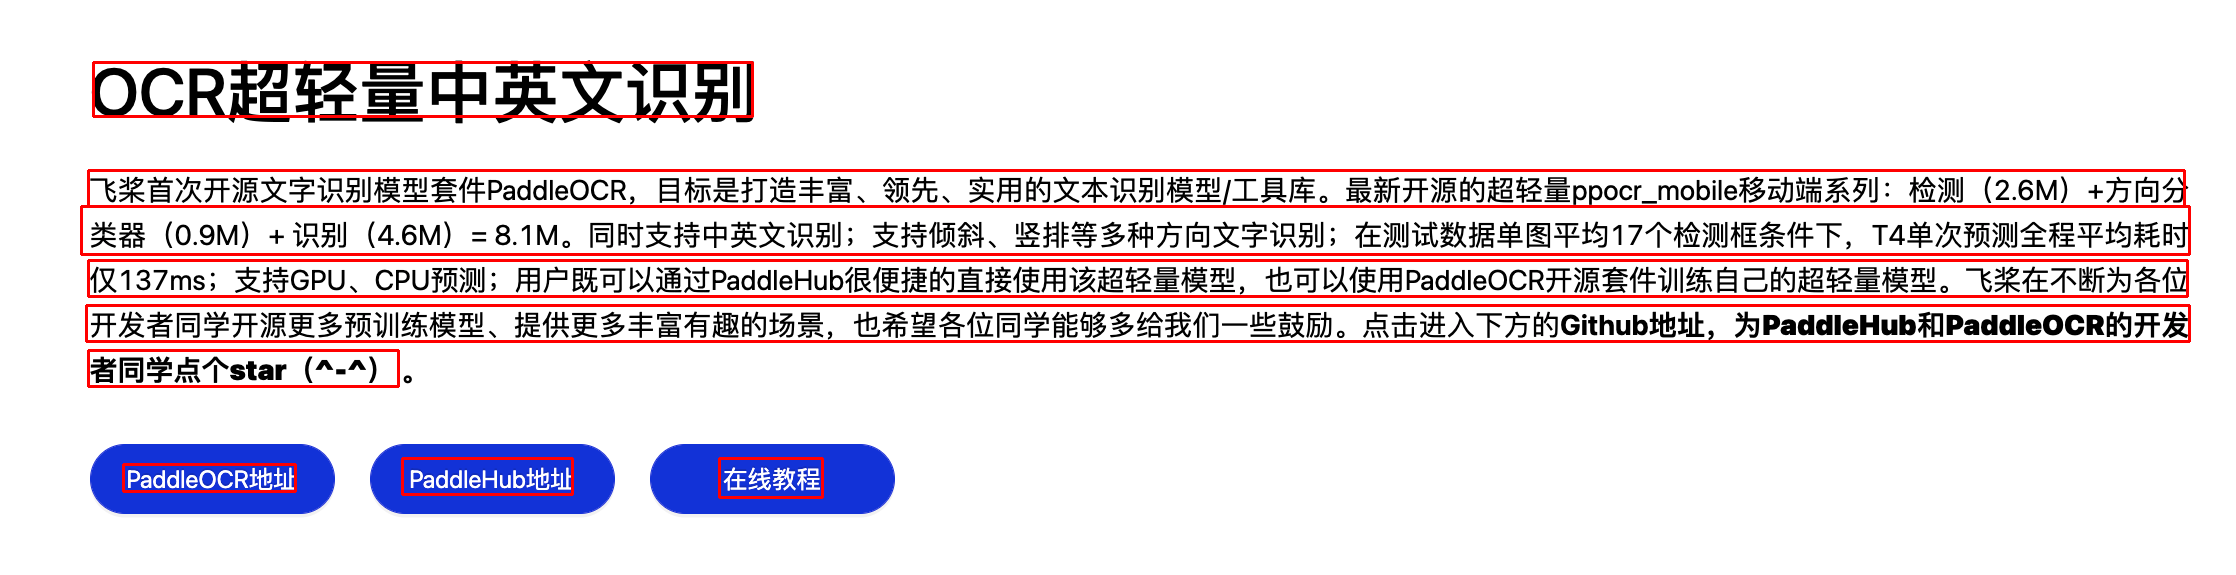 OCR超轻量中英文识别
飞桨首次开源文字识别模型套件PaddleOCR，目标是打造丰富、领先、实用的文本识别模型/工具库。最新开源的超轻量ppocr_mobile移动端系列：检测（2.6M）+方向分
类器（0.9M）+ 识别（4.6M）= 8.1M。同时支持中英文识别；支持倾斜、竖排等多种方向文字识别；在测试数据单图平均17个检测框条件下，T4单次预测全程平均耗时
仅137ms；支持GPU、CPU预测；用户既可以通过PaddleHub很便捷的直接使用该超轻量模型，也可以使用PaddleOCR开源套件训练自己的超轻量模型。飞桨在不断为各位
开发者同学开源更多预训练模型、提供更多丰富有趣的场景，也希望各位同学能够多给我们一些鼓励。点击进入下方的Github地址，为PaddleHub和PaddleOCR的开发
者同学点个star（^-^）。
PaddleOCR地址 PaddleHub地址 在线教程